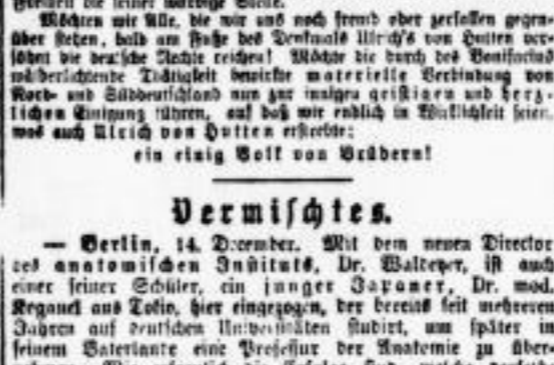 Möchten wir Alle, die wir uns noch fremd oder zerfallen gegen-
über stehen, bald am Fuße des Denkmals Ulrich's von Hutten ver-
söhnt die deutsche Rechte reichen! Möchte die durch des Bonifacius
wälderlichtende Thätigkeit bewirkte materielle Verbindung von
Nord- und Süddeutschland nun zur innigen geistigen und herz-
lichen Einigung führen, auf daß wir endlich in Wirklichkeit seien,
was auch Ulrich von Hutten erstrebte:
ein einig Volk von Brüdern!
Vermischtes.
— Berlin, 14. December. Mit dem neuen Director
des anatomischen Instituts, Dr. Waldeyer, ist auch
einer seiner Schüler, ein junger Japaner, Dr. med.
aus Tokio, hier eingezogen, der bereits seit mehreren
Jahren auf deutschen Universitäten studirt, um später in
seinem Vaterlande eine Professur der Anatomie zu über-